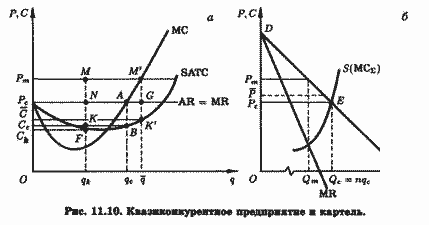 P, C
a
MC
P, C
б
P_m
M
M'
SATC
D
S(MC_Σ)
P_m
P̄
P_c
E
P_c
N
A
G
AR = MR
C̄
K
K'
C_c
C_k
F
B
O
q_k
q_c
q̄
q
O
Q_m
Q_c = nq_c
MR
Рис. 11.10. Квазиконкурентное предприятие и картель.